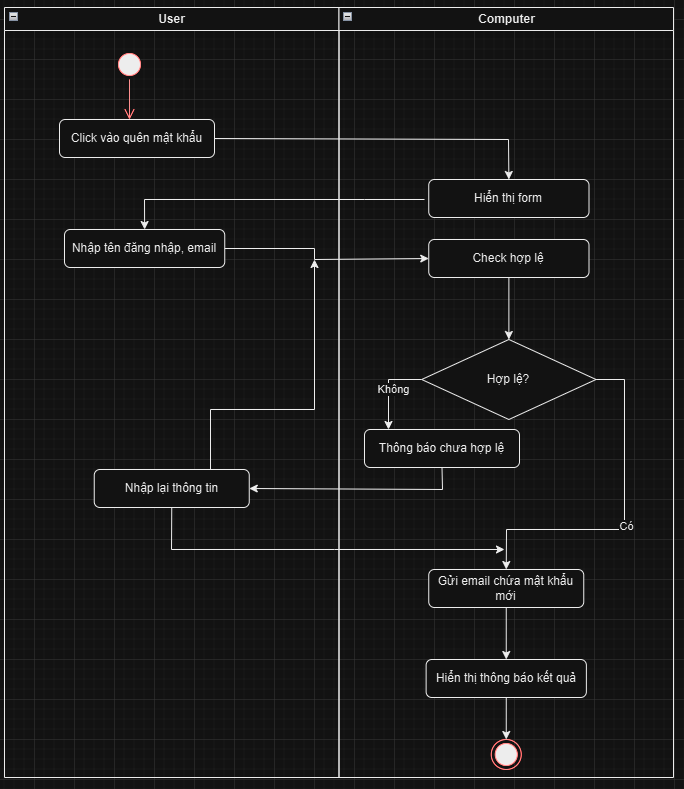 User
Computer
Click vào quên mật khẩu
Hiển thị form
Nhập tên đăng nhập, email
Check hợp lệ
Hợp lệ?
Không
Thông báo chưa hợp lệ
Nhập lại thông tin
Có
Gửi email chứa mật khẩu
mới
Hiển thị thông báo kết quả